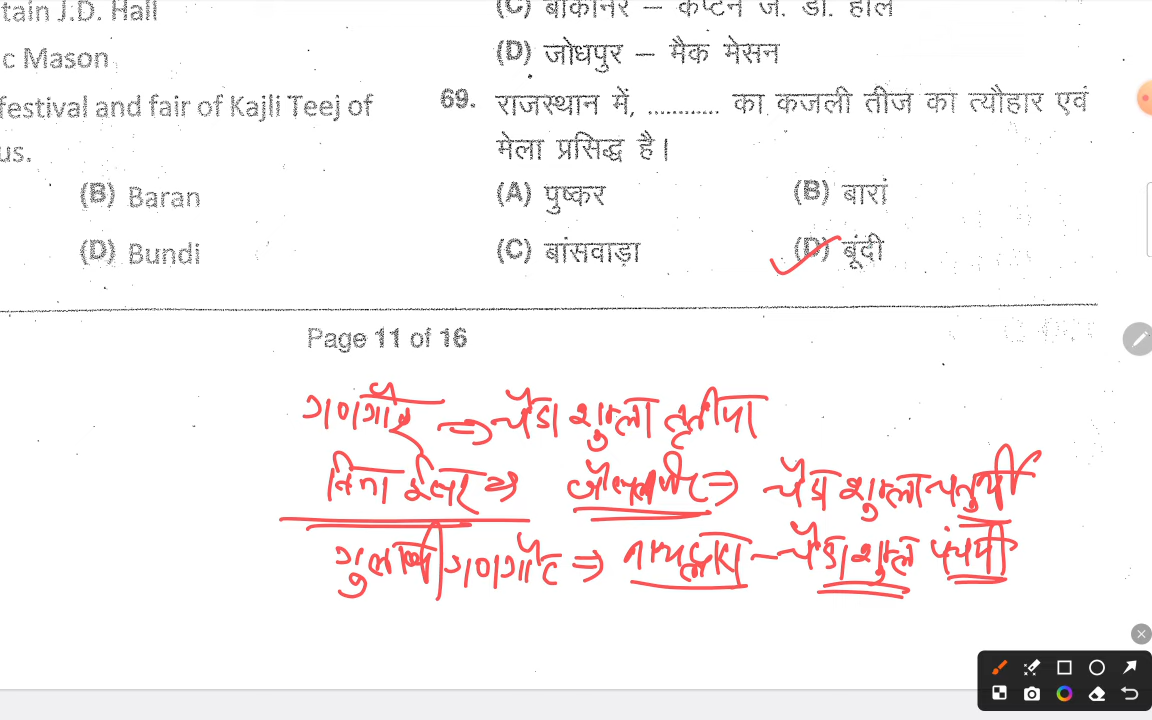 tain J.D. Hall
c Mason
festival and fair of Kajli Teej of
us.
(B) Baran
(D) Bundi
(C) बीकानेर – कैप्टन जे. डी. हॉल
(D) जोधपुर – मैक मेसन
69. राजस्थान में, ........... का कजली तीज का त्यौहार एवं
मेला प्रसिद्ध है।
(A) पुष्कर (B) बारां
(C) बांसवाड़ा (D) बूंदी
Page 11 of 16
गणगौर ⇒ चैत्र शुक्ला तृतीया
बिना ईसर ⇒ जैसलमेर ⇒ चैत्र शुक्ला चतुर्थी
गुलाबी गणगौर ⇒ नाथद्वारा – चैत्र शुक्ल पंचमी